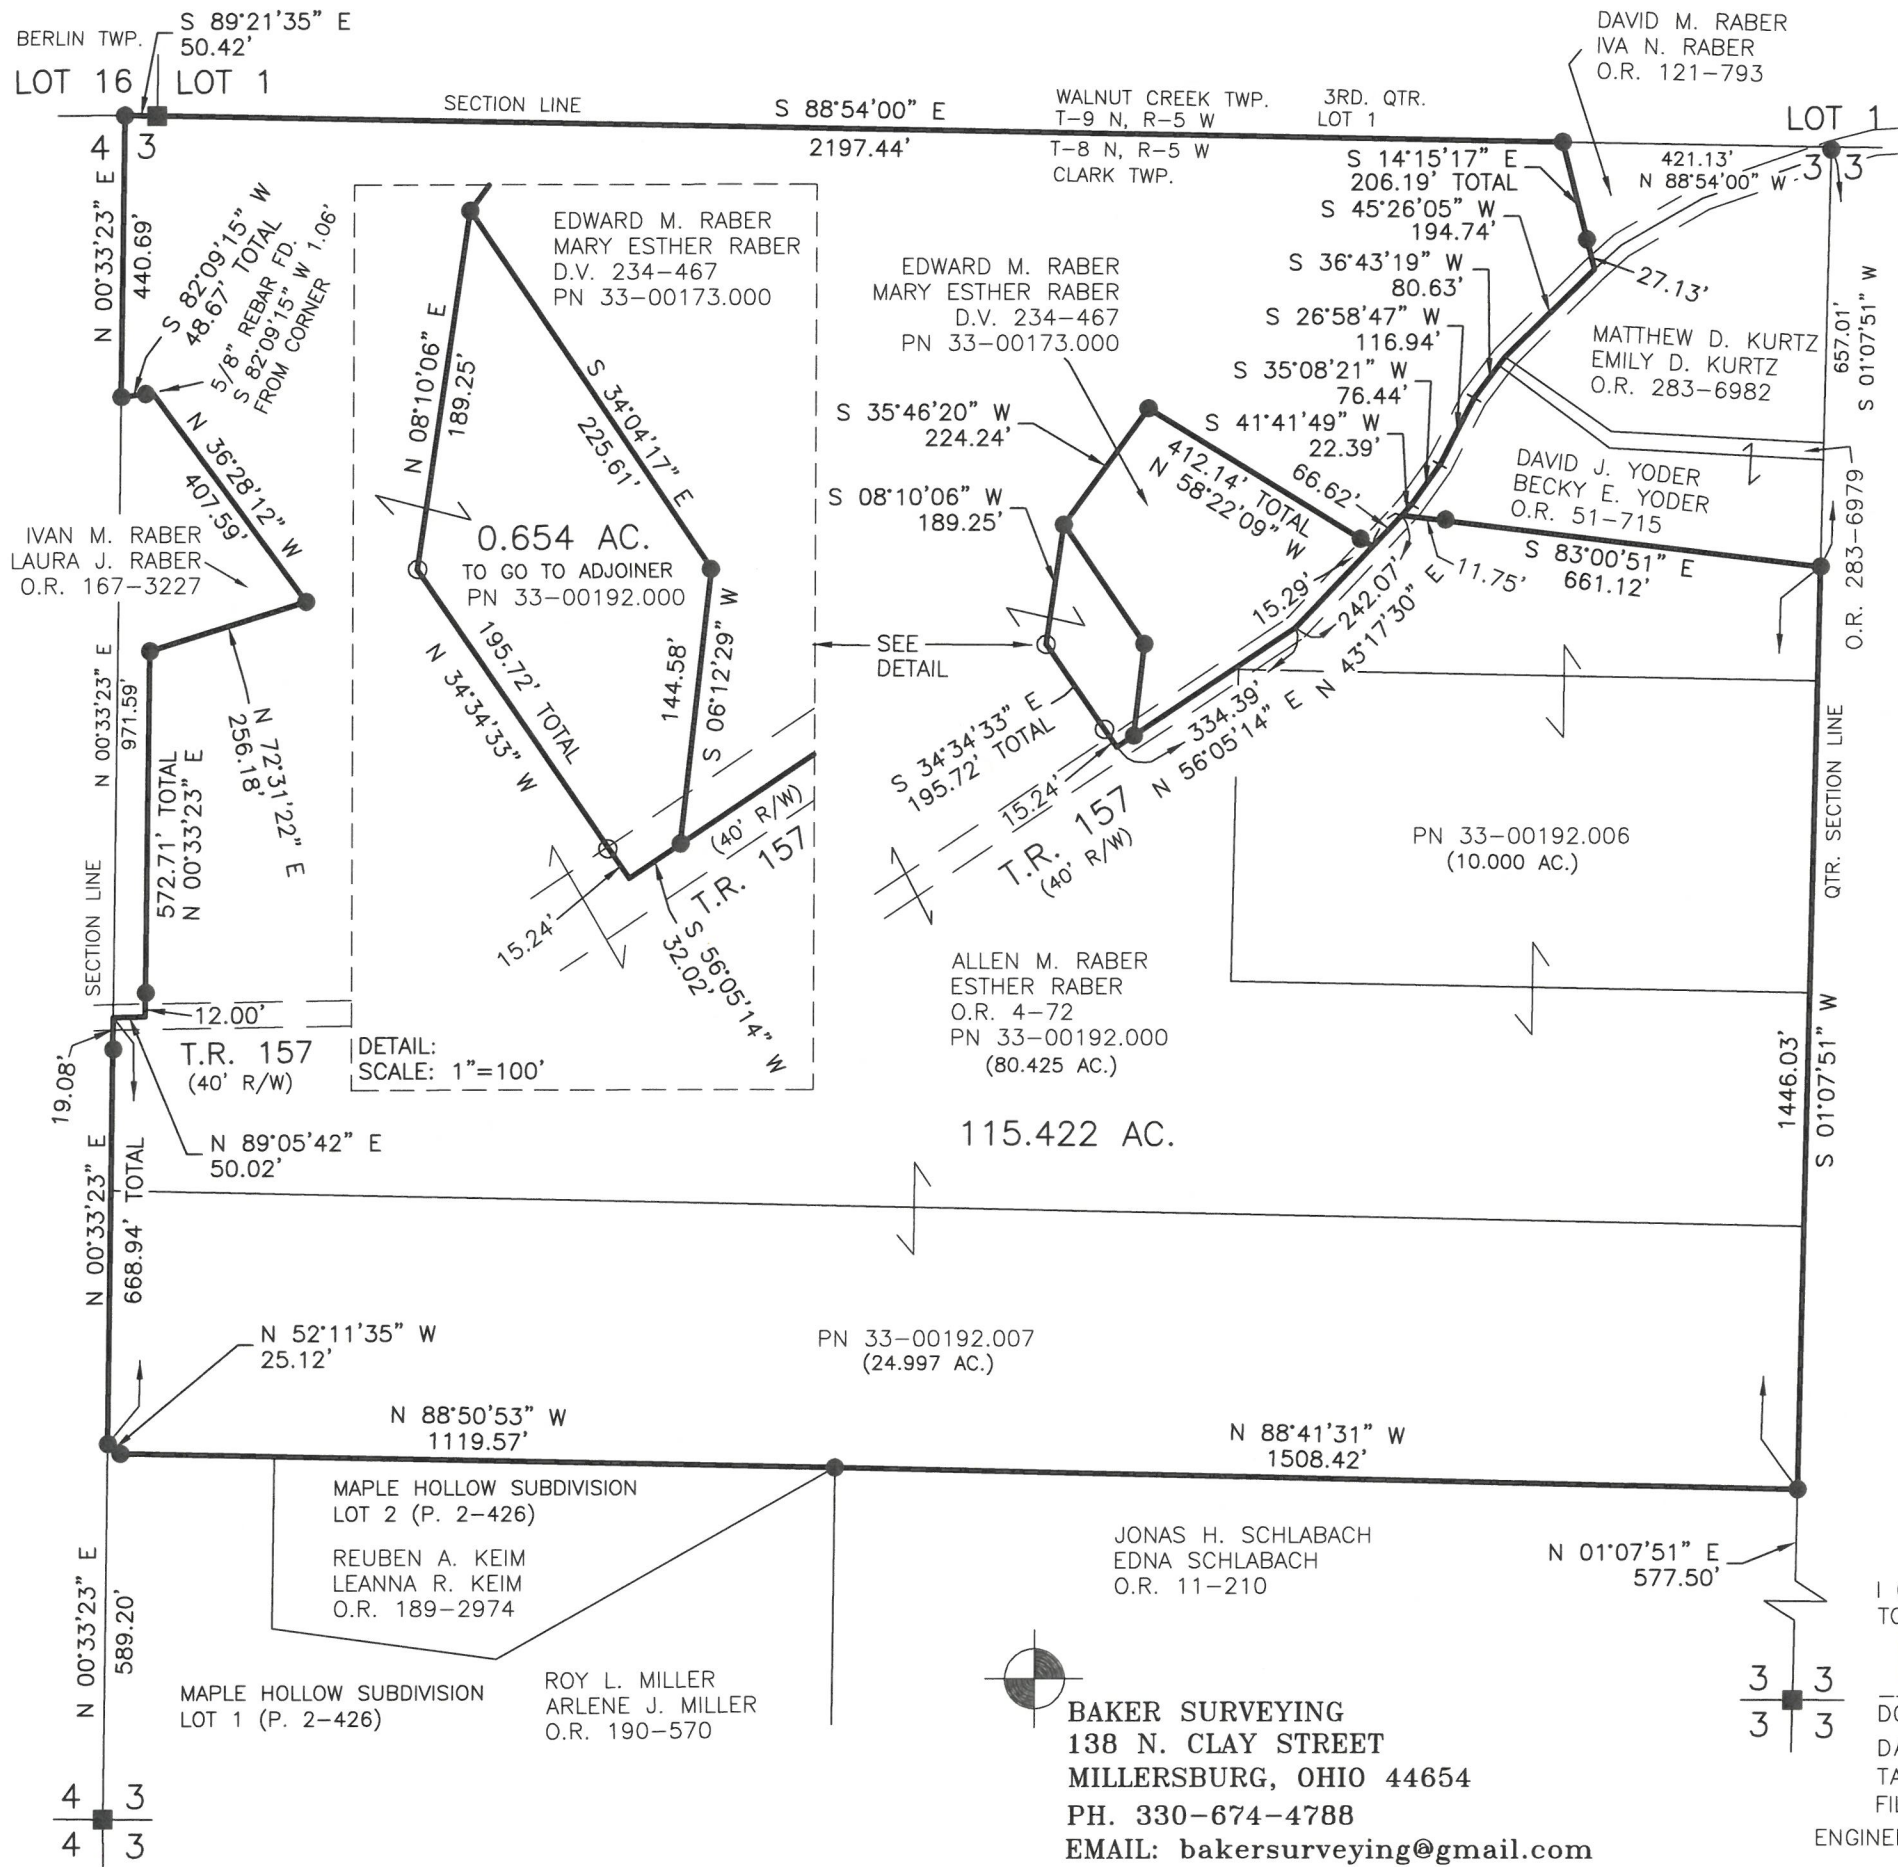 BERLIN TWP.
S 89°21'35" E
50.42'
LOT 16
LOT 1
4 3
SECTION LINE
S 88°54'00" E
2197.44'
WALNUT CREEK TWP.
T-9 N, R-5 W
3RD. QTR.
LOT 1
T-8 N, R-5 W
CLARK TWP.
DAVID M. RABER
IVA N. RABER
O.R. 121-793
LOT 1
3 3
421.13'
N 88°54'00" W
S 14°15'17" E
206.19' TOTAL
S 45°26'05" W
194.74'
27.13'
S 36°43'19" W
80.63'
S 26°58'47" W
116.94'
S 35°08'21" W
76.44'
S 41°41'49" W
22.39'
657.01'
S 01°07'51" W
MATTHEW D. KURTZ
EMILY D. KURTZ
O.R. 283-6982
DAVID J. YODER
BECKY E. YODER
O.R. 51-715
O.R. 283-6979
S 83°00'51" E
661.12'
11.75'
N 00°33'23" E
440.69'
S 82°09'15" W
48.67' TOTAL
5/8" REBAR FD.
S 82°09'15" W 1.06'
FROM CORNER
N 36°28'12" W
407.59'
IVAN M. RABER
LAURA J. RABER
O.R. 167-3227
N 00°33'23" E
971.59'
N 72°31'22" E
256.18'
572.71' TOTAL
N 00°33'23" E
SECTION LINE
12.00'
T.R. 157
(40' R/W)
19.08'
N 89°05'42" E
50.02'
N 00°33'23" E
668.94' TOTAL
EDWARD M. RABER
MARY ESTHER RABER
D.V. 234-467
PN 33-00173.000
N 08°10'06" E
189.25'
S 34°04'17" E
225.61'
0.654 AC.
TO GO TO ADJOINER
PN 33-00192.000
195.72' TOTAL
N 34°34'33" W
144.58'
S 06°12'29" W
(40' R/W)
T.R. 157
15.24'
S 56°05'14" W
32.02'
DETAIL:
SCALE: 1"=100'
EDWARD M. RABER
MARY ESTHER RABER
D.V. 234-467
PN 33-00173.000
S 35°46'20" W
224.24'
S 08°10'06" W
189.25'
412.14' TOTAL
N 58°22'09" W
66.62'
15.29'
242.07'
N 43°17'30" E
334.39'
N 56°05'14" E
SEE
DETAIL
S 34°34'33" E
195.72' TOTAL
15.24'
T.R. 157
(40' R/W)
PN 33-00192.006
(10.000 AC.)
QTR. SECTION LINE
ALLEN M. RABER
ESTHER RABER
O.R. 4-72
PN 33-00192.000
(80.425 AC.)
115.422 AC.
1446.03'
S 01°07'51" W
N 52°11'35" W
25.12'
PN 33-00192.007
(24.997 AC.)
N 88°50'53" W
1119.57'
N 88°41'31" W
1508.42'
MAPLE HOLLOW SUBDIVISION
LOT 2 (P. 2-426)
REUBEN A. KEIM
LEANNA R. KEIM
O.R. 189-2974
N 00°33'23" E
589.20'
MAPLE HOLLOW SUBDIVISION
LOT 1 (P. 2-426)
ROY L. MILLER
ARLENE J. MILLER
O.R. 190-570
JONAS H. SCHLABACH
EDNA SCHLABACH
O.R. 11-210
N 01°07'51" E
577.50'
3 3
3 3
4 3
4 3
BAKER SURVEYING
138 N. CLAY STREET
MILLERSBURG, OHIO 44654
PH. 330-674-4788
EMAIL: bakersurveying@gmail.com